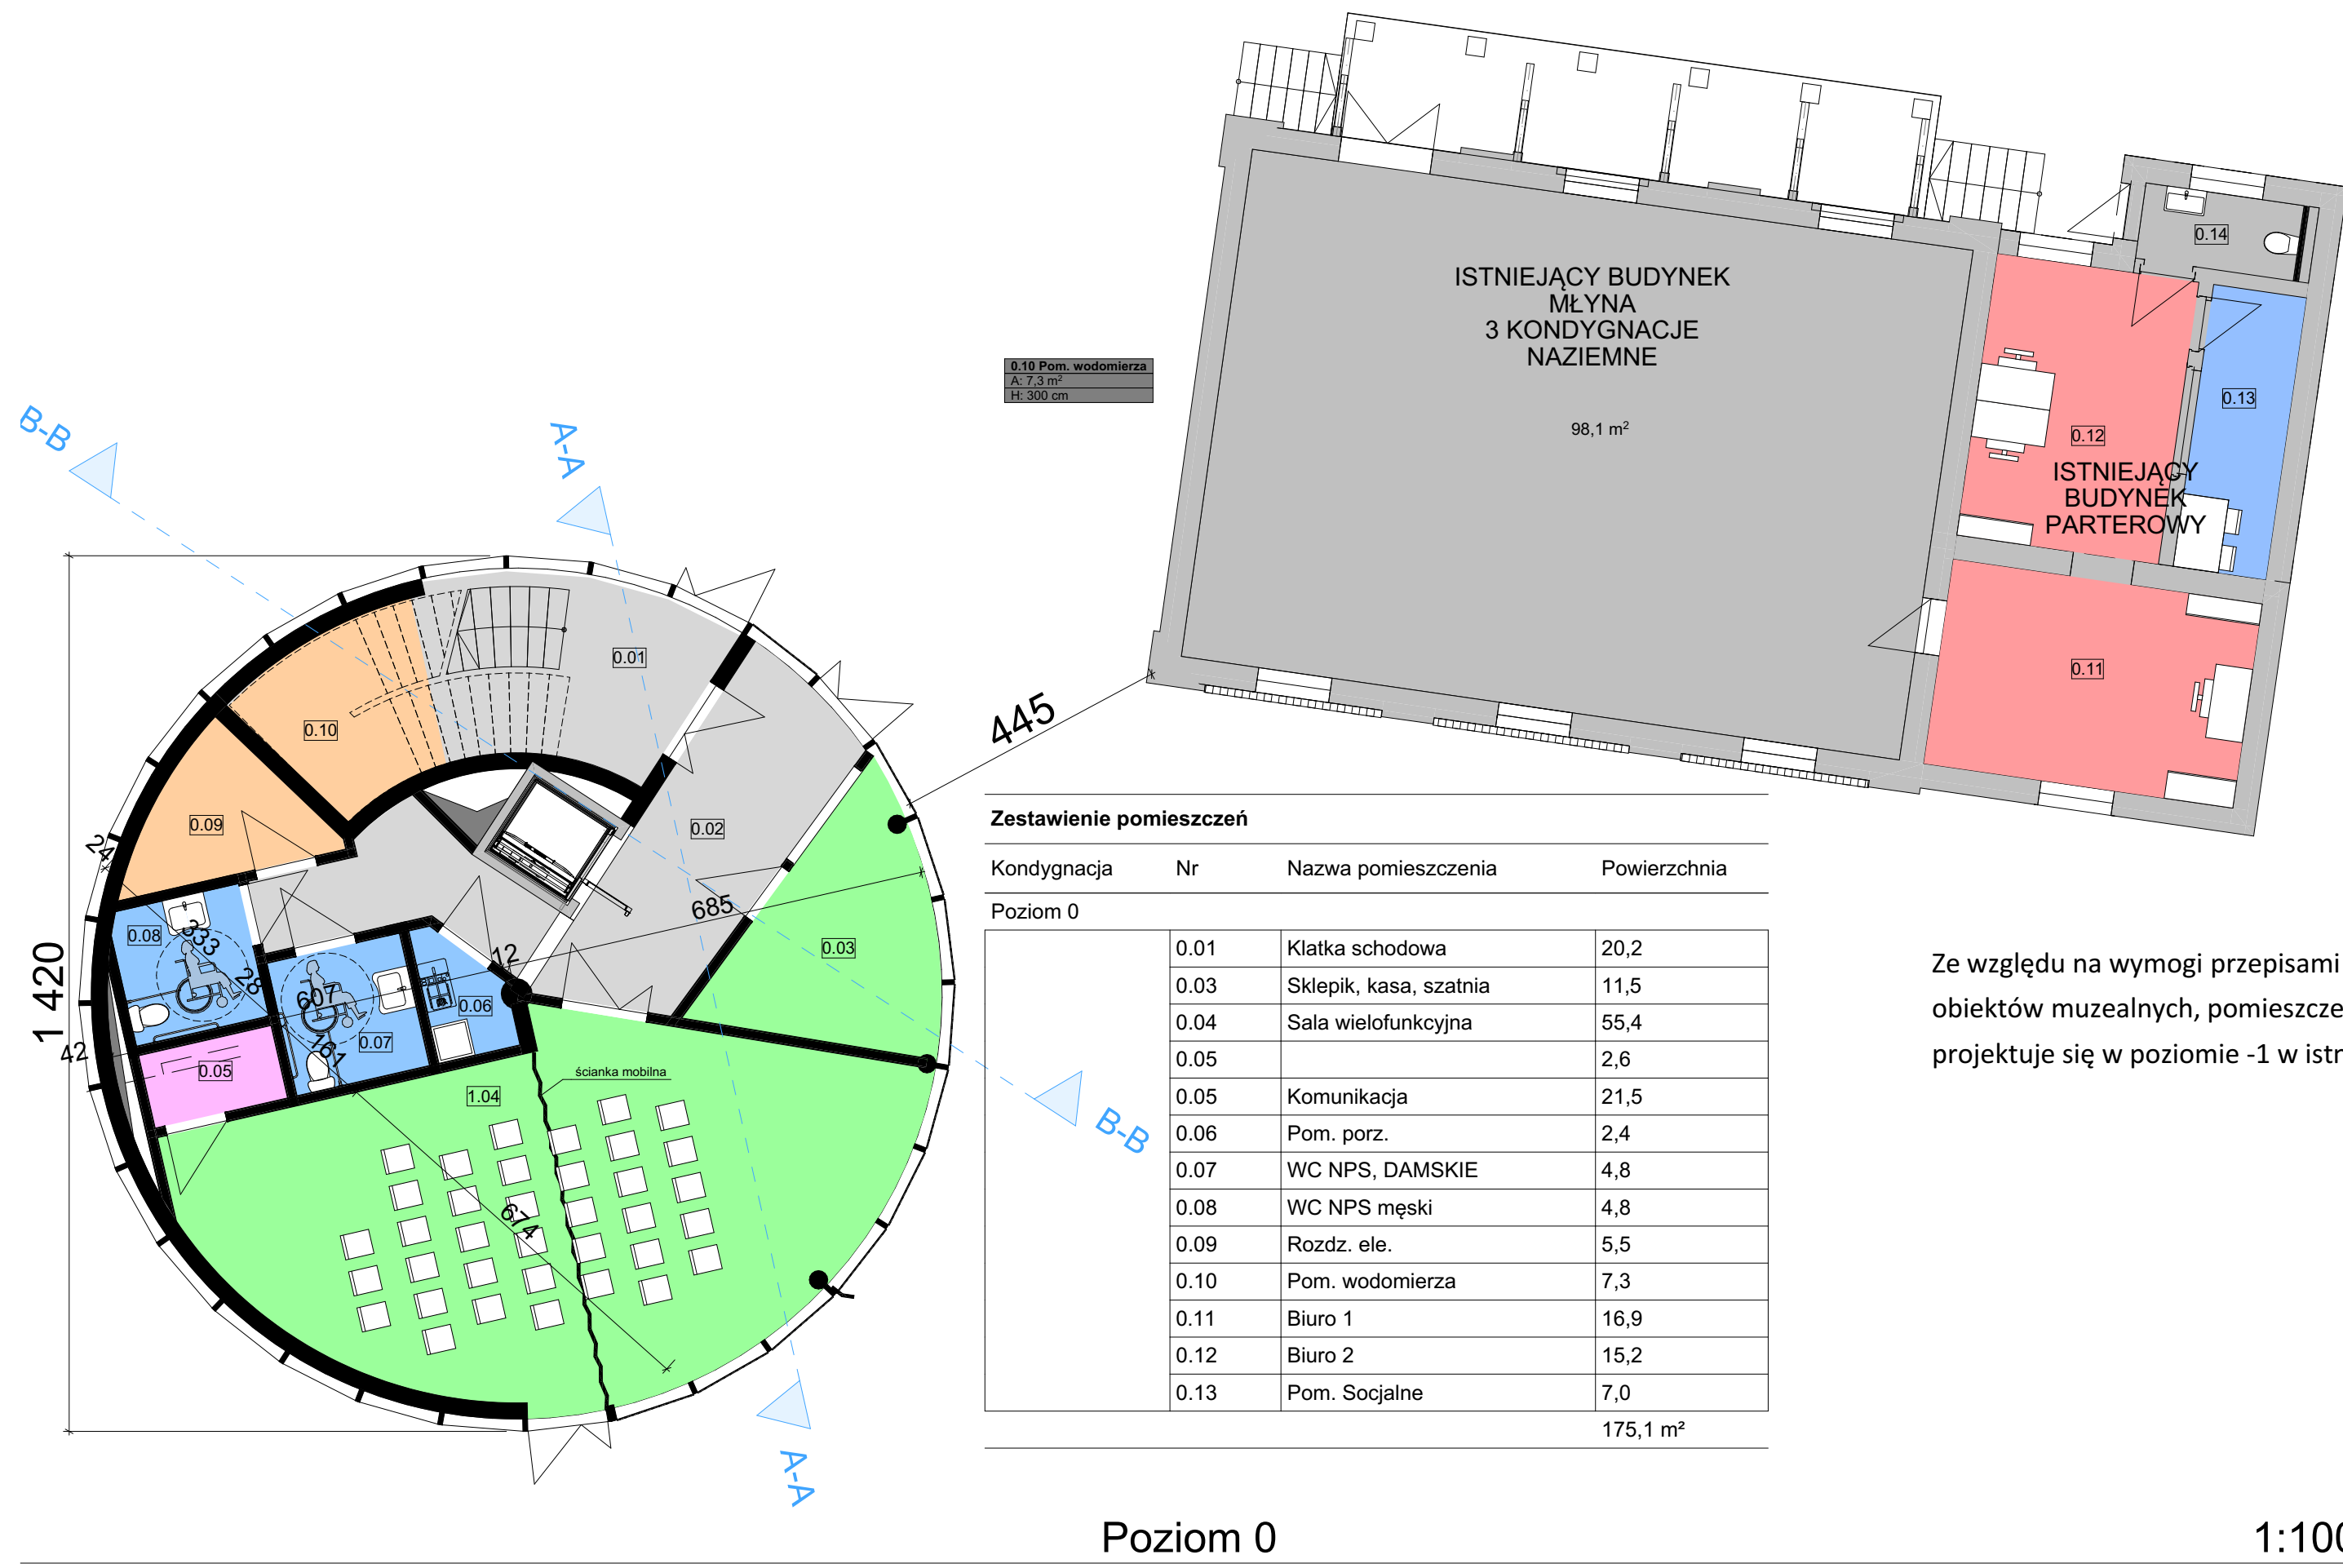 ISTNIEJĄCY BUDYNEK
MŁYNA
3 KONDYGNACJE
NAZIEMNE
98,1 m²
0.14
0.13
0.12
ISTNIEJĄCY
BUDYNEK
PARTEROWY
0.11
0.10 Pom. wodomierza
A: 7,3 m²
H: 300 cm
B-B
A-A
0.01
0.10
0.09
0.02
445
24
685
0.08
333
28
12
0.03
607
0.06
0.07
161
1 420
42
0.05
ścianka mobilna
1.04
674
B-B
A-A
Zestawienie pomieszczeń
Kondygnacja Nr Nazwa pomieszczenia Powierzchnia
Poziom 0
0.01 Klatka schodowa 20,2
0.03 Sklepik, kasa, szatnia 11,5
0.04 Sala wielofunkcyjna 55,4
0.05 2,6
0.05 Komunikacja 21,5
0.06 Pom. porz. 2,4
0.07 WC NPS, DAMSKIE 4,8
0.08 WC NPS męski 4,8
0.09 Rozdz. ele. 5,5
0.10 Pom. wodomierza 7,3
0.11 Biuro 1 16,9
0.12 Biuro 2 15,2
0.13 Pom. Socjalne 7,0
175,1 m²
Ze względu na wymogi przepisami
obiektów muzealnych, pomieszcze
projektuje się w poziomie -1 w istr
Poziom 0
1:100